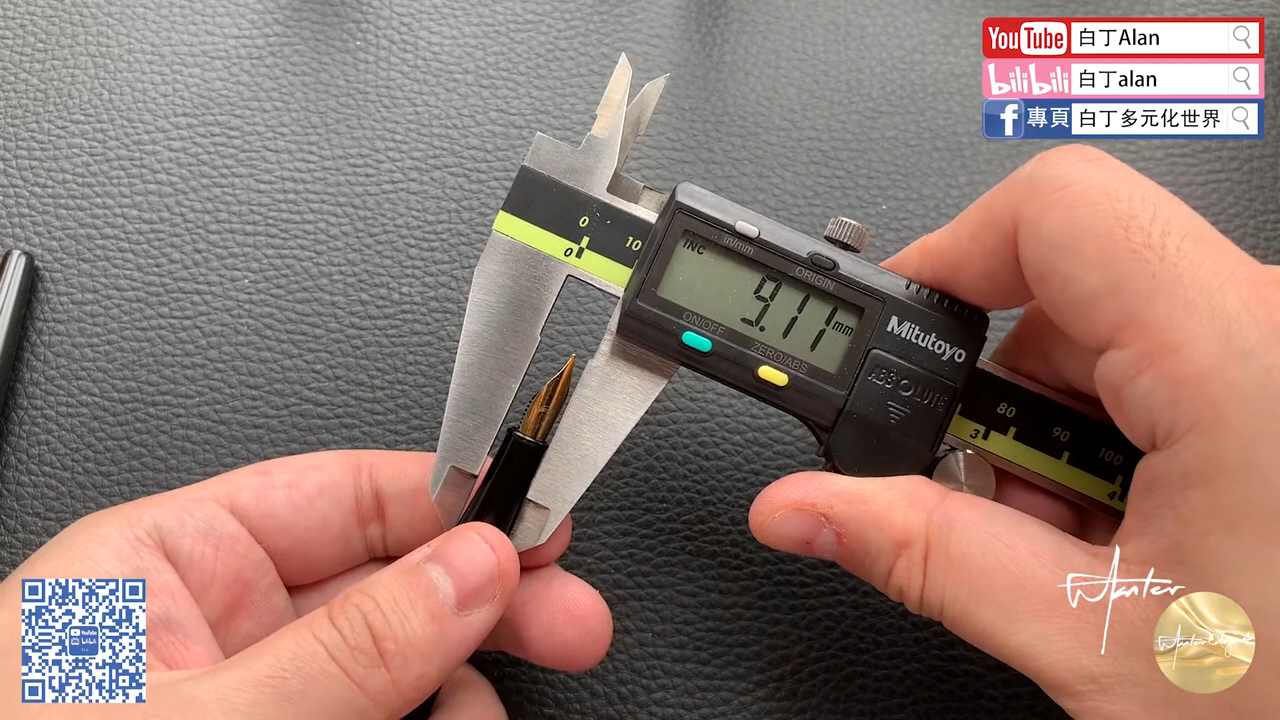 YouTube 白丁Alan
bilibili 白丁alan
f 專頁 白丁多元化世界
0 10
0
INC
in/mm
ORIGIN
9.11 mm
ON/OFF
ZERO/ABS
Mitutoyo
ABSOLUTE
80 90 100
3 4